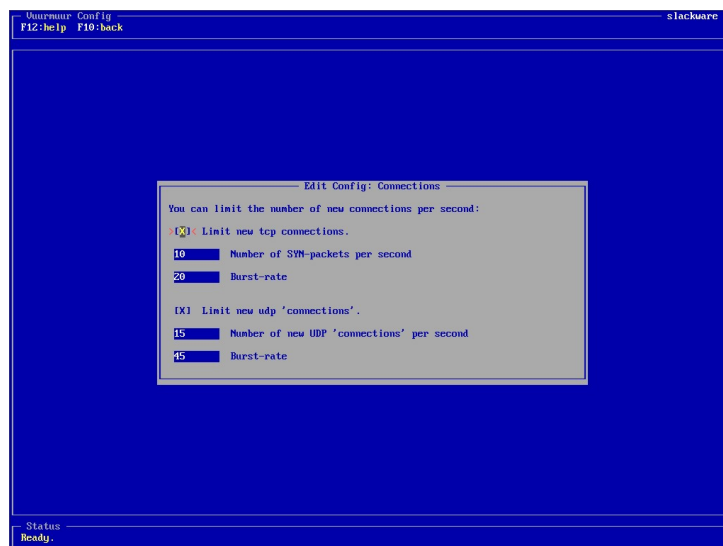 Vuurmuur Config
slackware
F12:help F10:back
Edit Config: Connections
You can limit the number of new connections per second:
>[X]< Limit new tcp connections.
10 Number of SYN-packets per second
20 Burst-rate
[X] Limit new udp 'connections'.
15 Number of new UDP 'connections' per second
45 Burst-rate
Status
Ready.